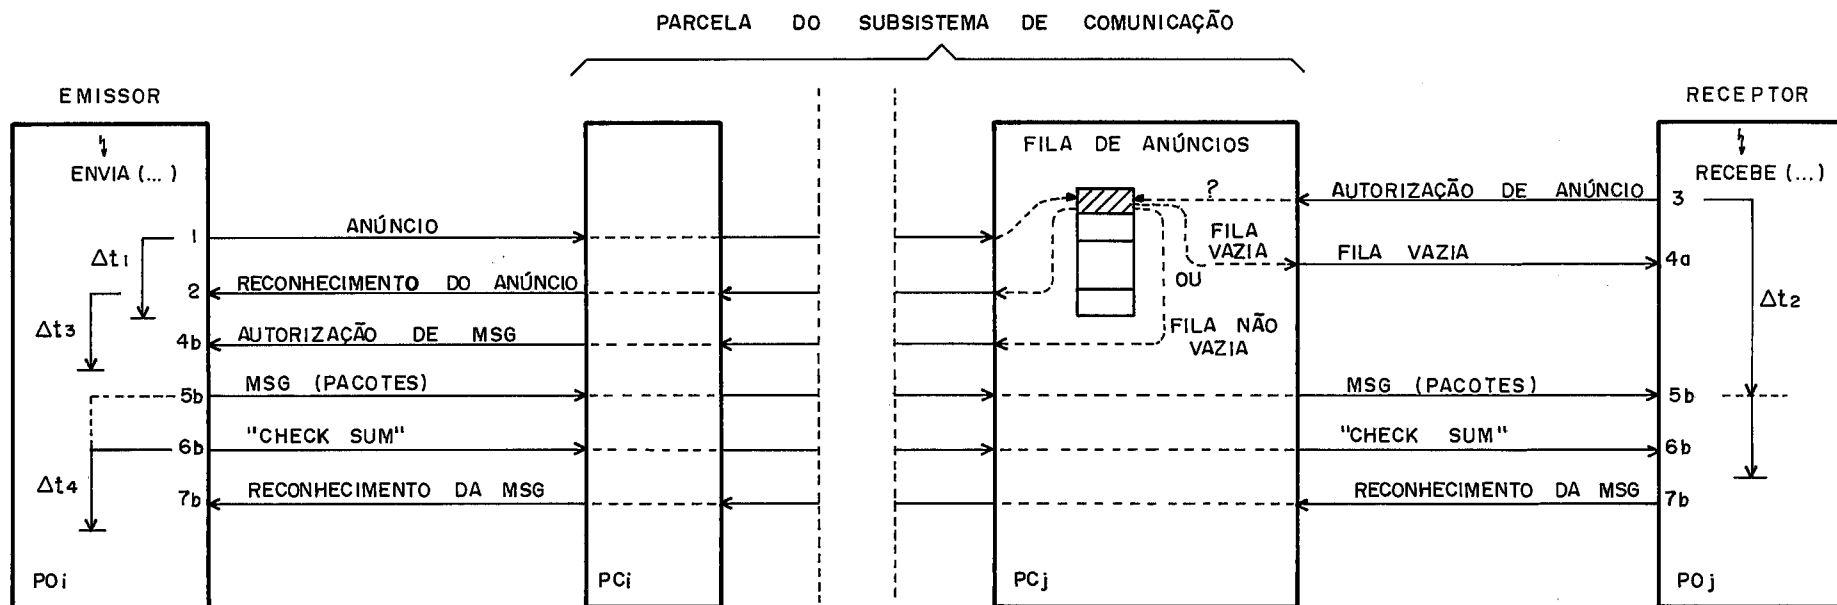 PARCELA DO SUBSISTEMA DE COMUNICAÇÃO
EMISSOR
RECEPTOR
ENVIA (...)
FILA DE ANÚNCIOS
RECEBE (...)
?
AUTORIZAÇÃO DE ANÚNCIO
3
1
ANÚNCIO
Δt1
FILA
VAZIA
FILA VAZIA
4a
2
RECONHECIMENTO DO ANÚNCIO
OU
Δt2
Δt3
4b
AUTORIZAÇÃO DE MSG
FILA NÃO
VAZIA
5b
MSG (PACOTES)
MSG (PACOTES)
5b
6b
"CHECK SUM"
"CHECK SUM"
6b
Δt4
7b
RECONHECIMENTO DA MSG
RECONHECIMENTO DA MSG
7b
POi
PCi
PCj
POj